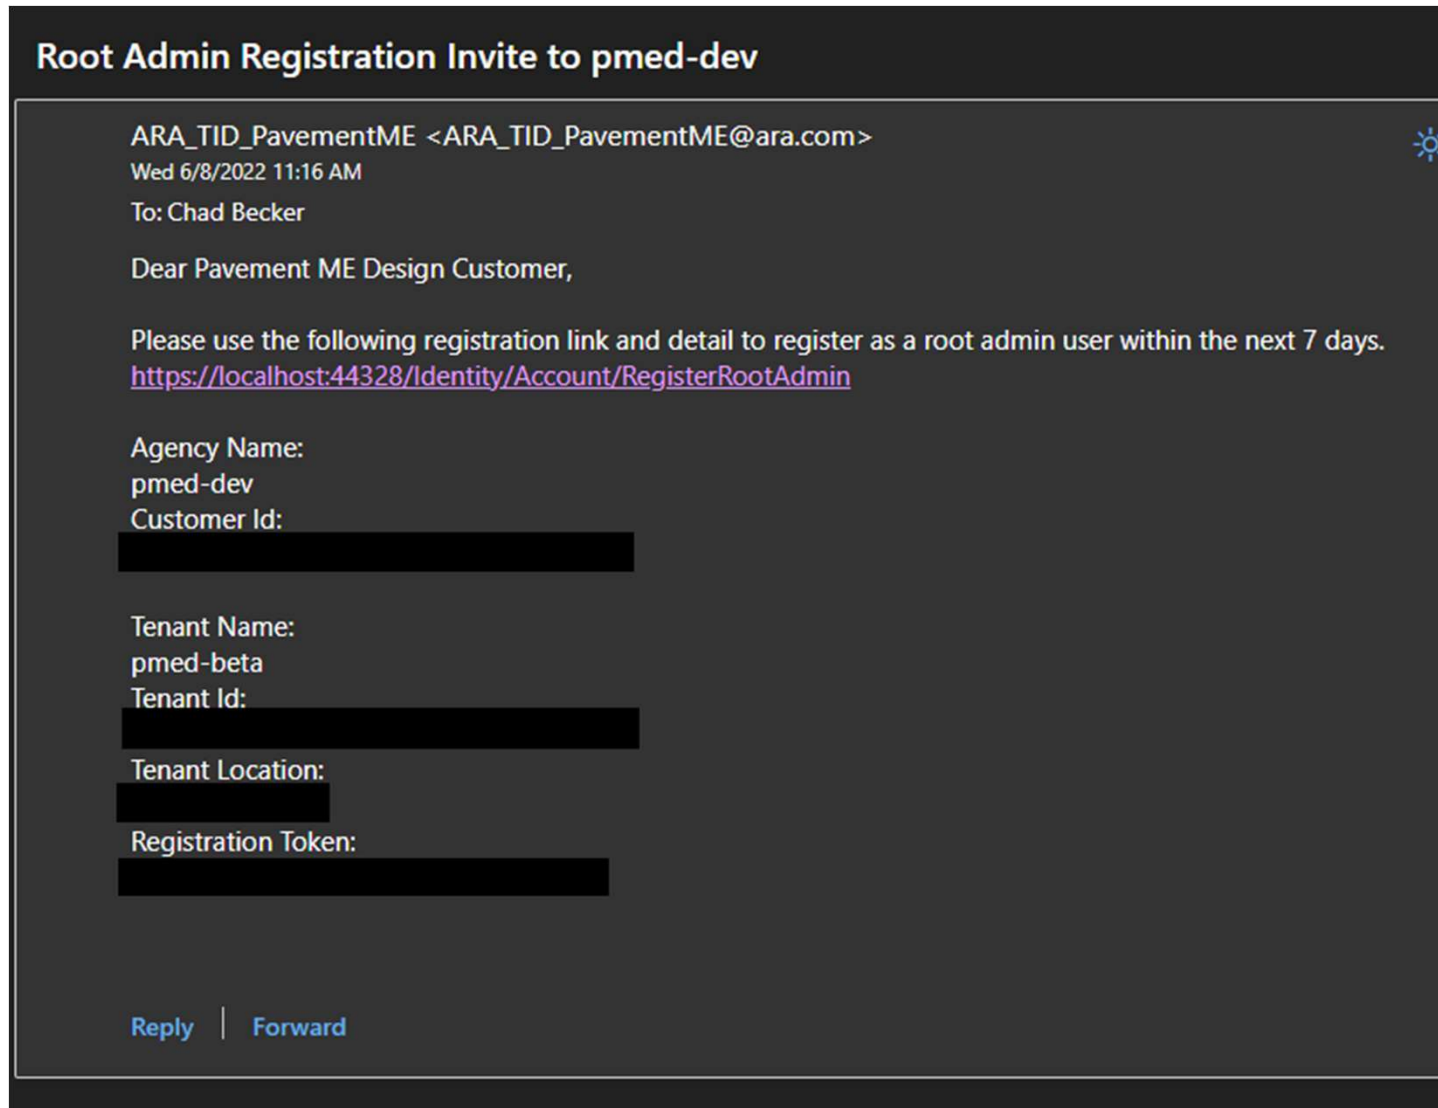 Root Admin Registration Invite to pmed-dev
ARA_TID_PavementME <ARA_TID_PavementME@ara.com>
Wed 6/8/2022 11:16 AM
To: Chad Becker
Dear Pavement ME Design Customer,
Please use the following registration link and detail to register as a root admin user within the next 7 days.
https://localhost:44328/Identity/Account/RegisterRootAdmin
Agency Name:
pmed-dev
Customer Id:
Tenant Name:
pmed-beta
Tenant Id:
Tenant Location:
Registration Token:
Reply | Forward